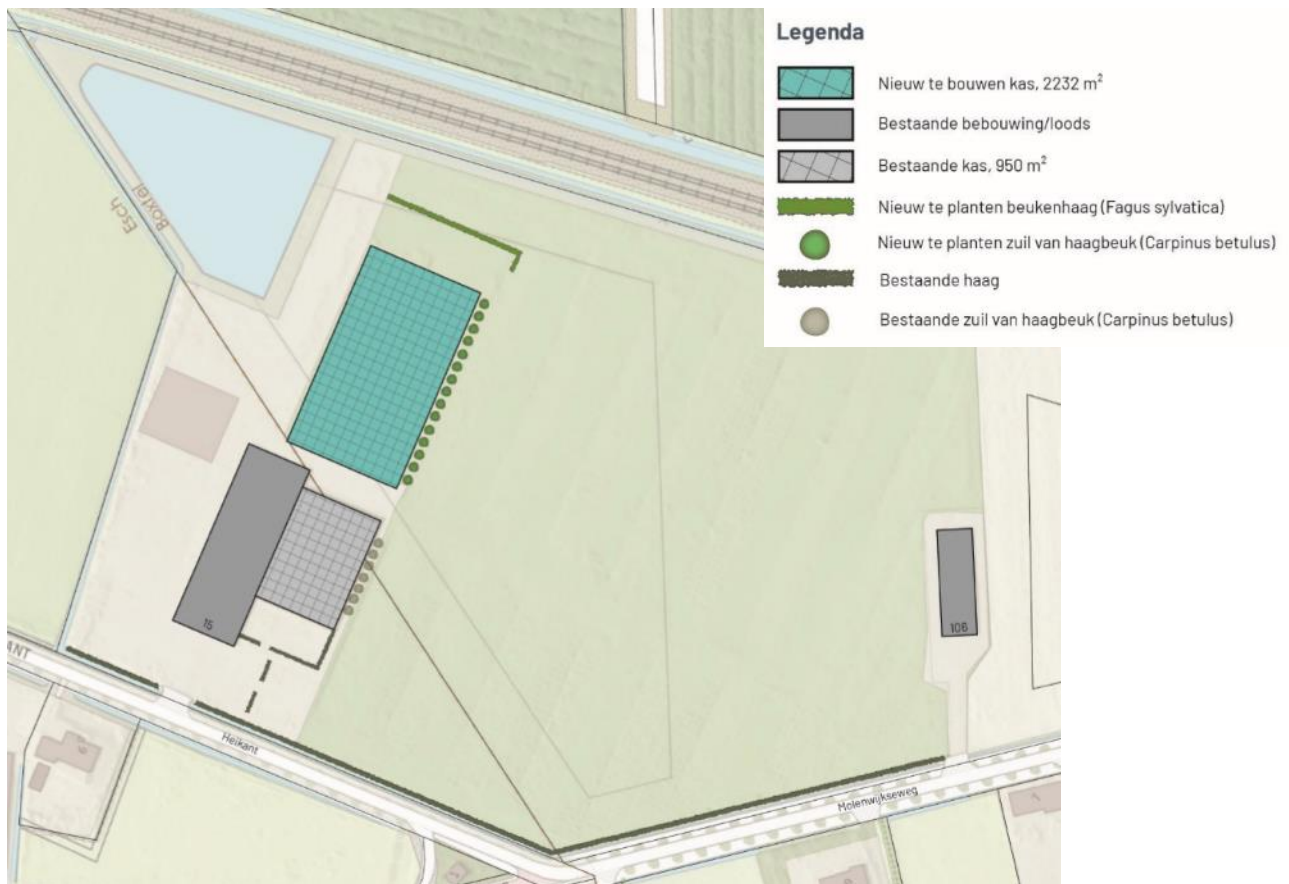 Legenda
Nieuw te bouwen kas, 2232 m²
Bestaande bebouwing/loods
Bestaande kas, 950 m²
Nieuw te planten beukenhaag (Fagus sylvatica)
Nieuw te planten zuil van haagbeuk (Carpinus betulus)
Bestaande haag
Bestaande zuil van haagbeuk (Carpinus betulus)
Esch
Boxtel
15
106
ANT
Heikant
Molenwijkseweg